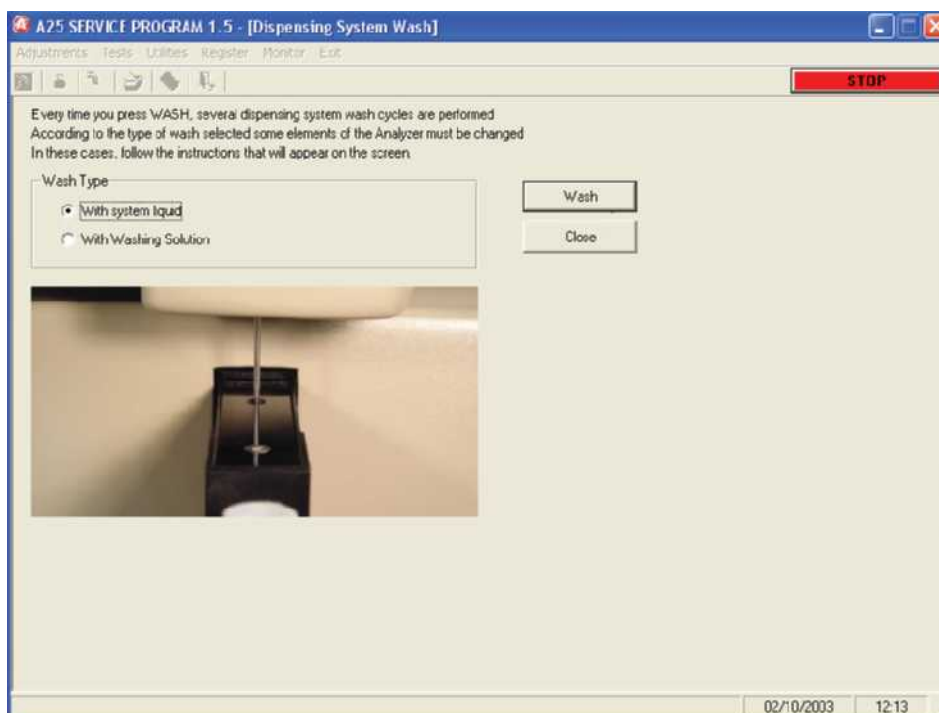 A25 SERVICE PROGRAM 1.5 - [Dispensing System Wash]
Adjustments Tests Utilities Register Monitor Exit
STOP
Every time you press WASH, several dispensing system wash cycles are performed
According to the type of wash selected some elements of the Analyzer must be changed
In these cases, follow the instructions that will appear on the screen
Wash Type
With system liquid
With Washing Solution
Wash
Close
02/10/2003 12:13